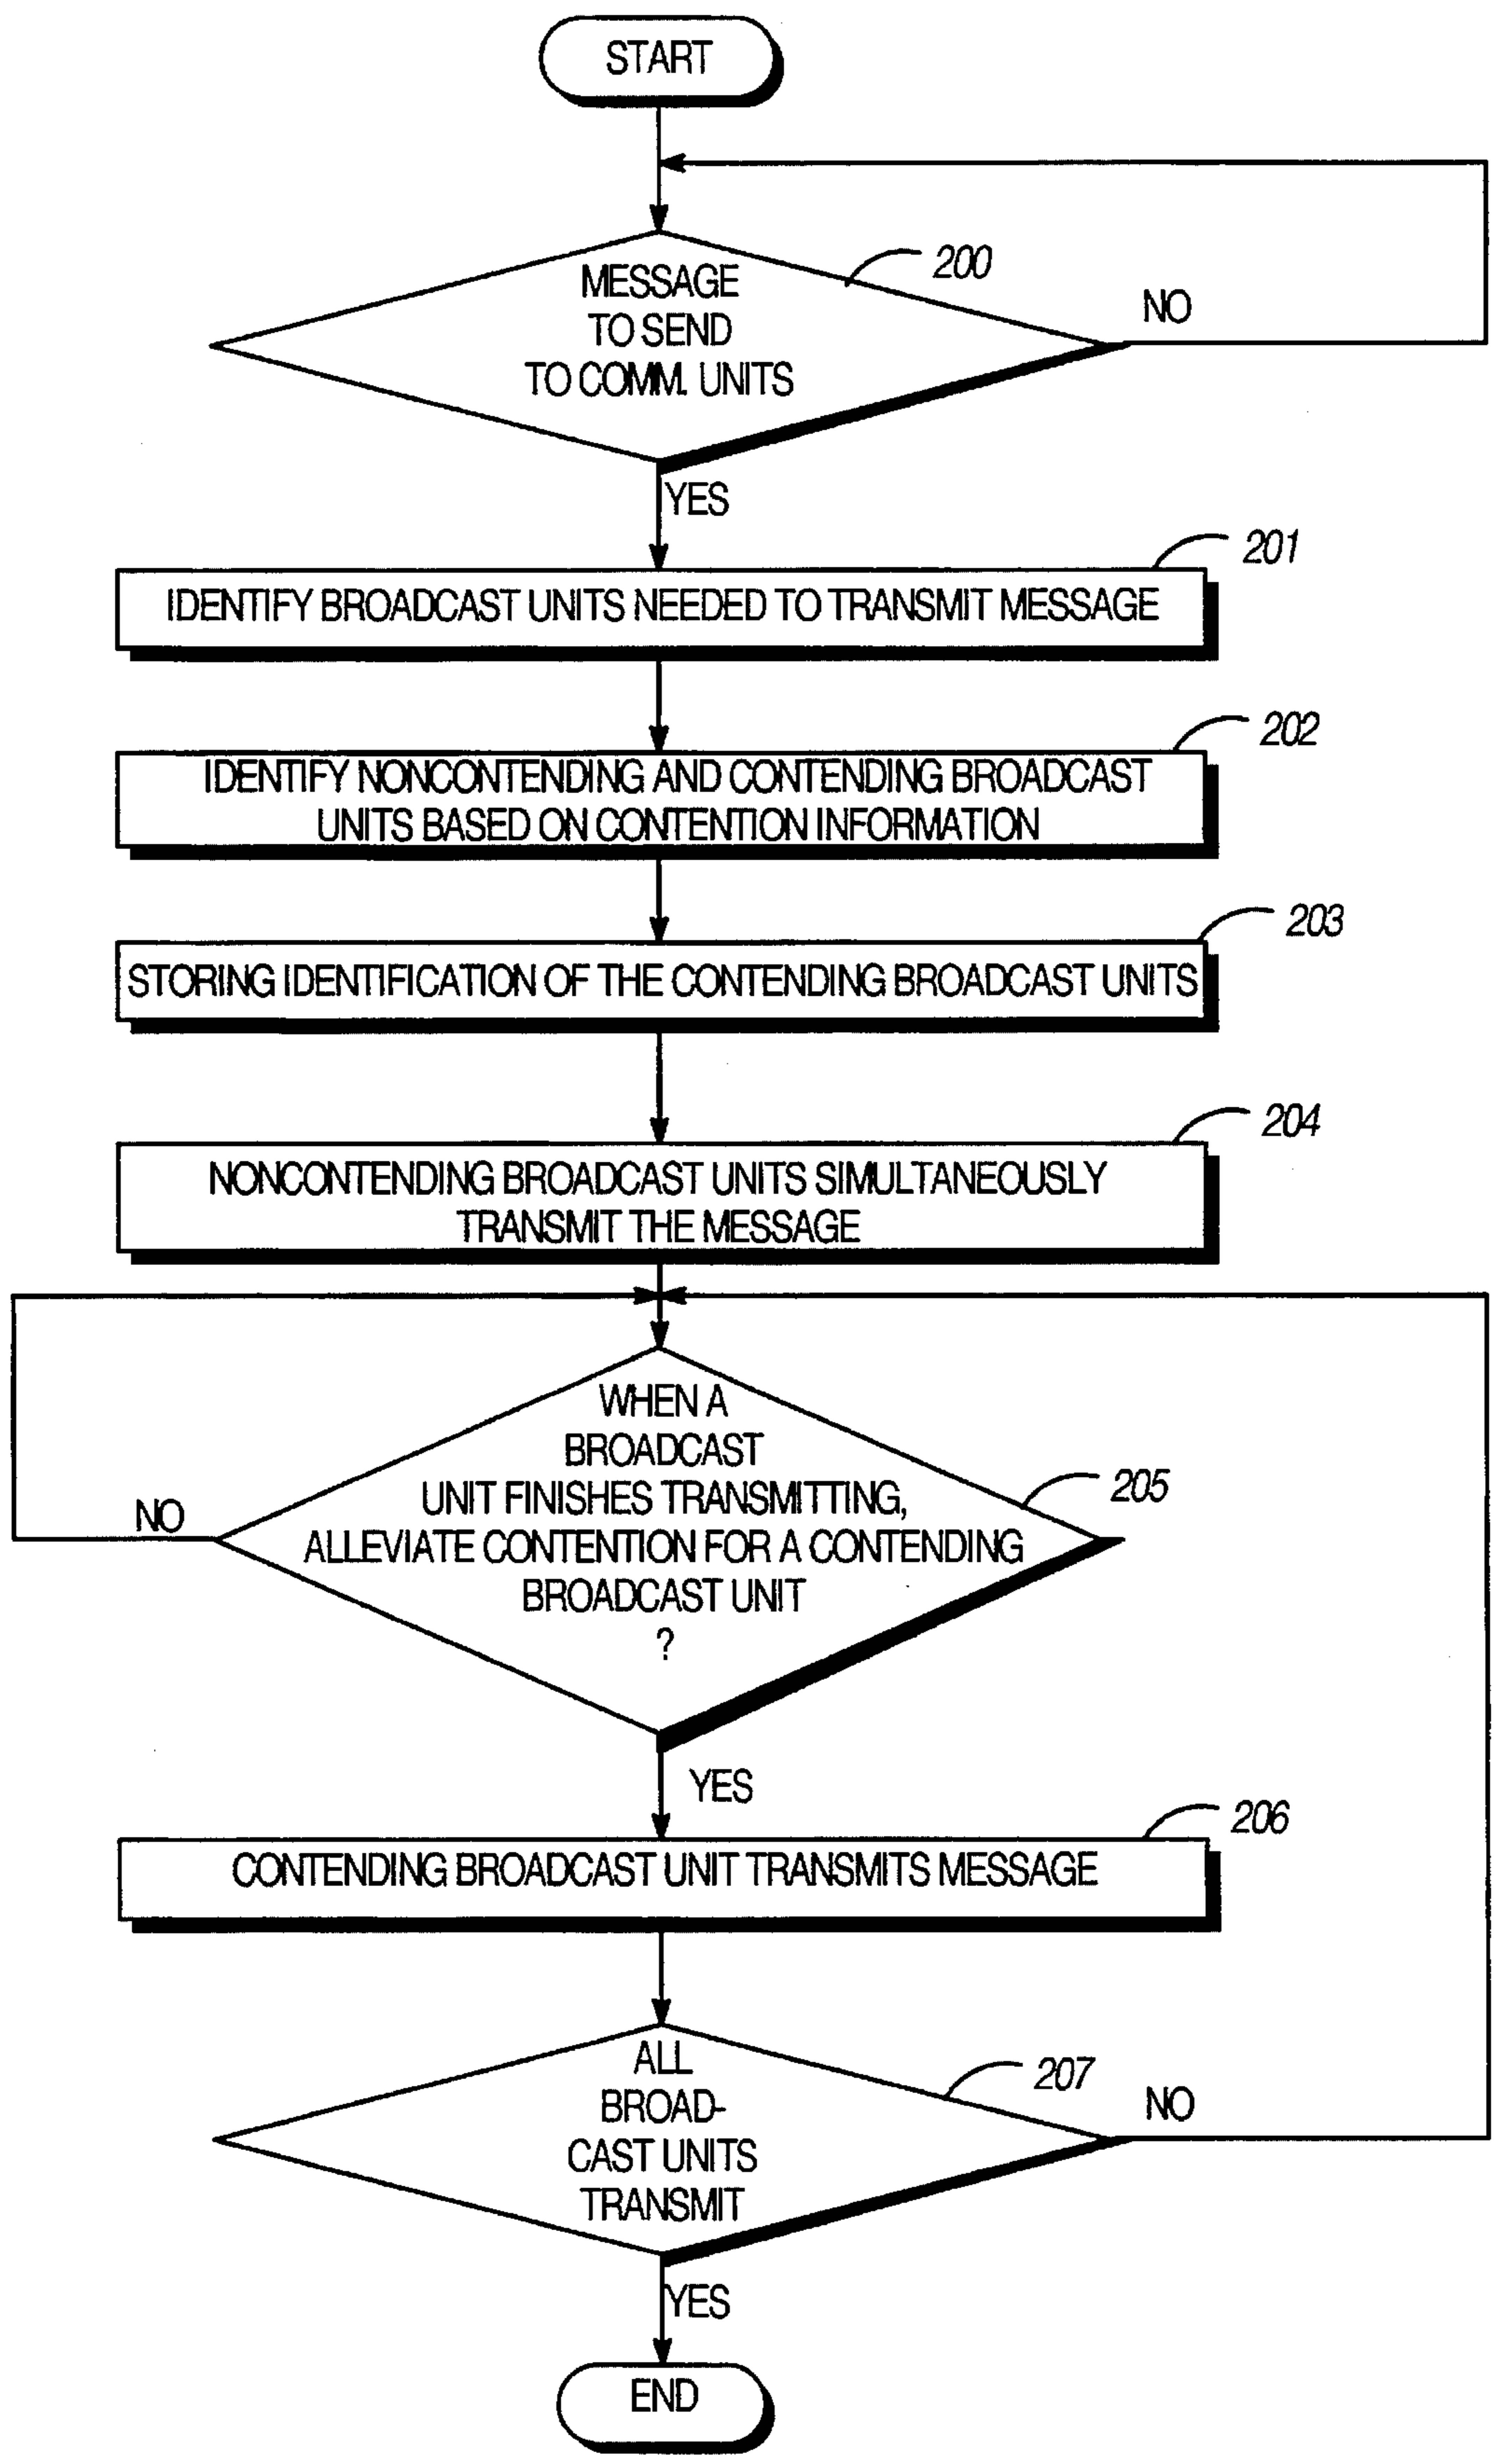 START
200
MESSAGE
TO SEND
TO COMM. UNITS
NO
YES
201
IDENTIFY BROADCAST UNITS NEEDED TO TRANSMIT MESSAGE
202
IDENTIFY NONCONTENDING AND CONTENDING BROADCAST
UNITS BASED ON CONTENTION INFORMATION
203
STORING IDENTIFICATION OF THE CONTENDING BROADCAST UNITS
204
NONCONTENDING BROADCAST UNITS SIMULTANEOUSLY
TRANSMIT THE MESSAGE
WHEN A
BROADCAST
UNIT FINISHES TRANSMITTING,
205
NO
ALLEVIATE CONTENTION FOR A CONTENDING
BROADCAST UNIT
?
YES
206
CONTENDING BROADCAST UNIT TRANSMITS MESSAGE
ALL
207
BROAD-
NO
CAST UNITS
TRANSMIT
YES
END